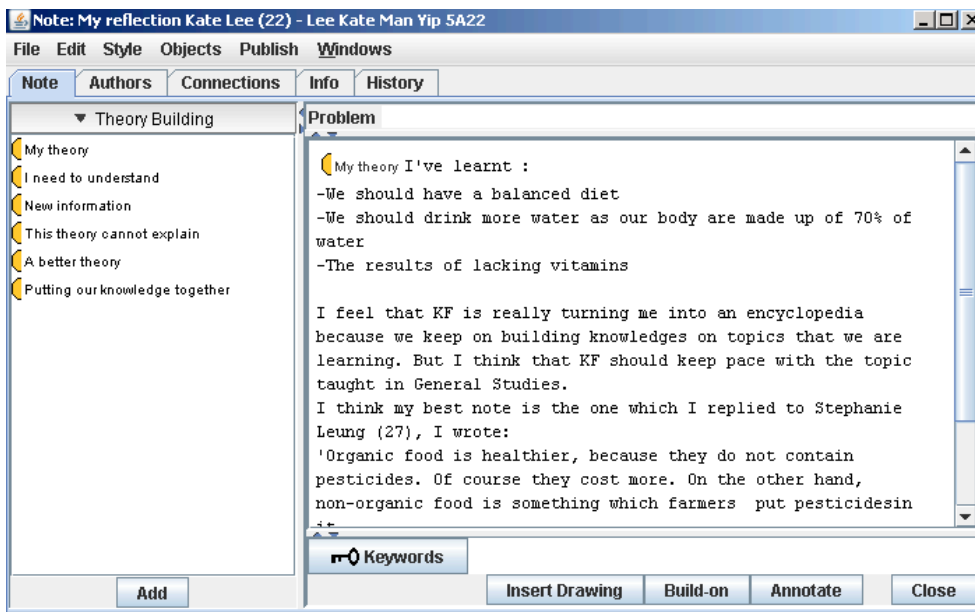 Note: My reflection Kate Lee (22) - Lee Kate Man Yip 5A22
File Edit Style Objects Publish Windows
Note Authors Connections Info History
Theory Building
My theory
I need to understand
New information
This theory cannot explain
A better theory
Putting our knowledge together
Add
Problem
My theory I've learnt :
-We should have a balanced diet
-We should drink more water as our body are made up of 70% of
water
-The results of lacking vitamins
I feel that KF is really turning me into an encyclopedia
because we keep on building knowledges on topics that we are
learning. But I think that KF should keep pace with the topic
taught in General Studies.
I think my best note is the one which I replied to Stephanie
Leung (27), I wrote:
'Organic food is healthier, because they do not contain
pesticides. Of course they cost more. On the other hand,
non-organic food is something which farmers  put pesticidesin
it
Keywords
Insert Drawing Build-on Annotate Close